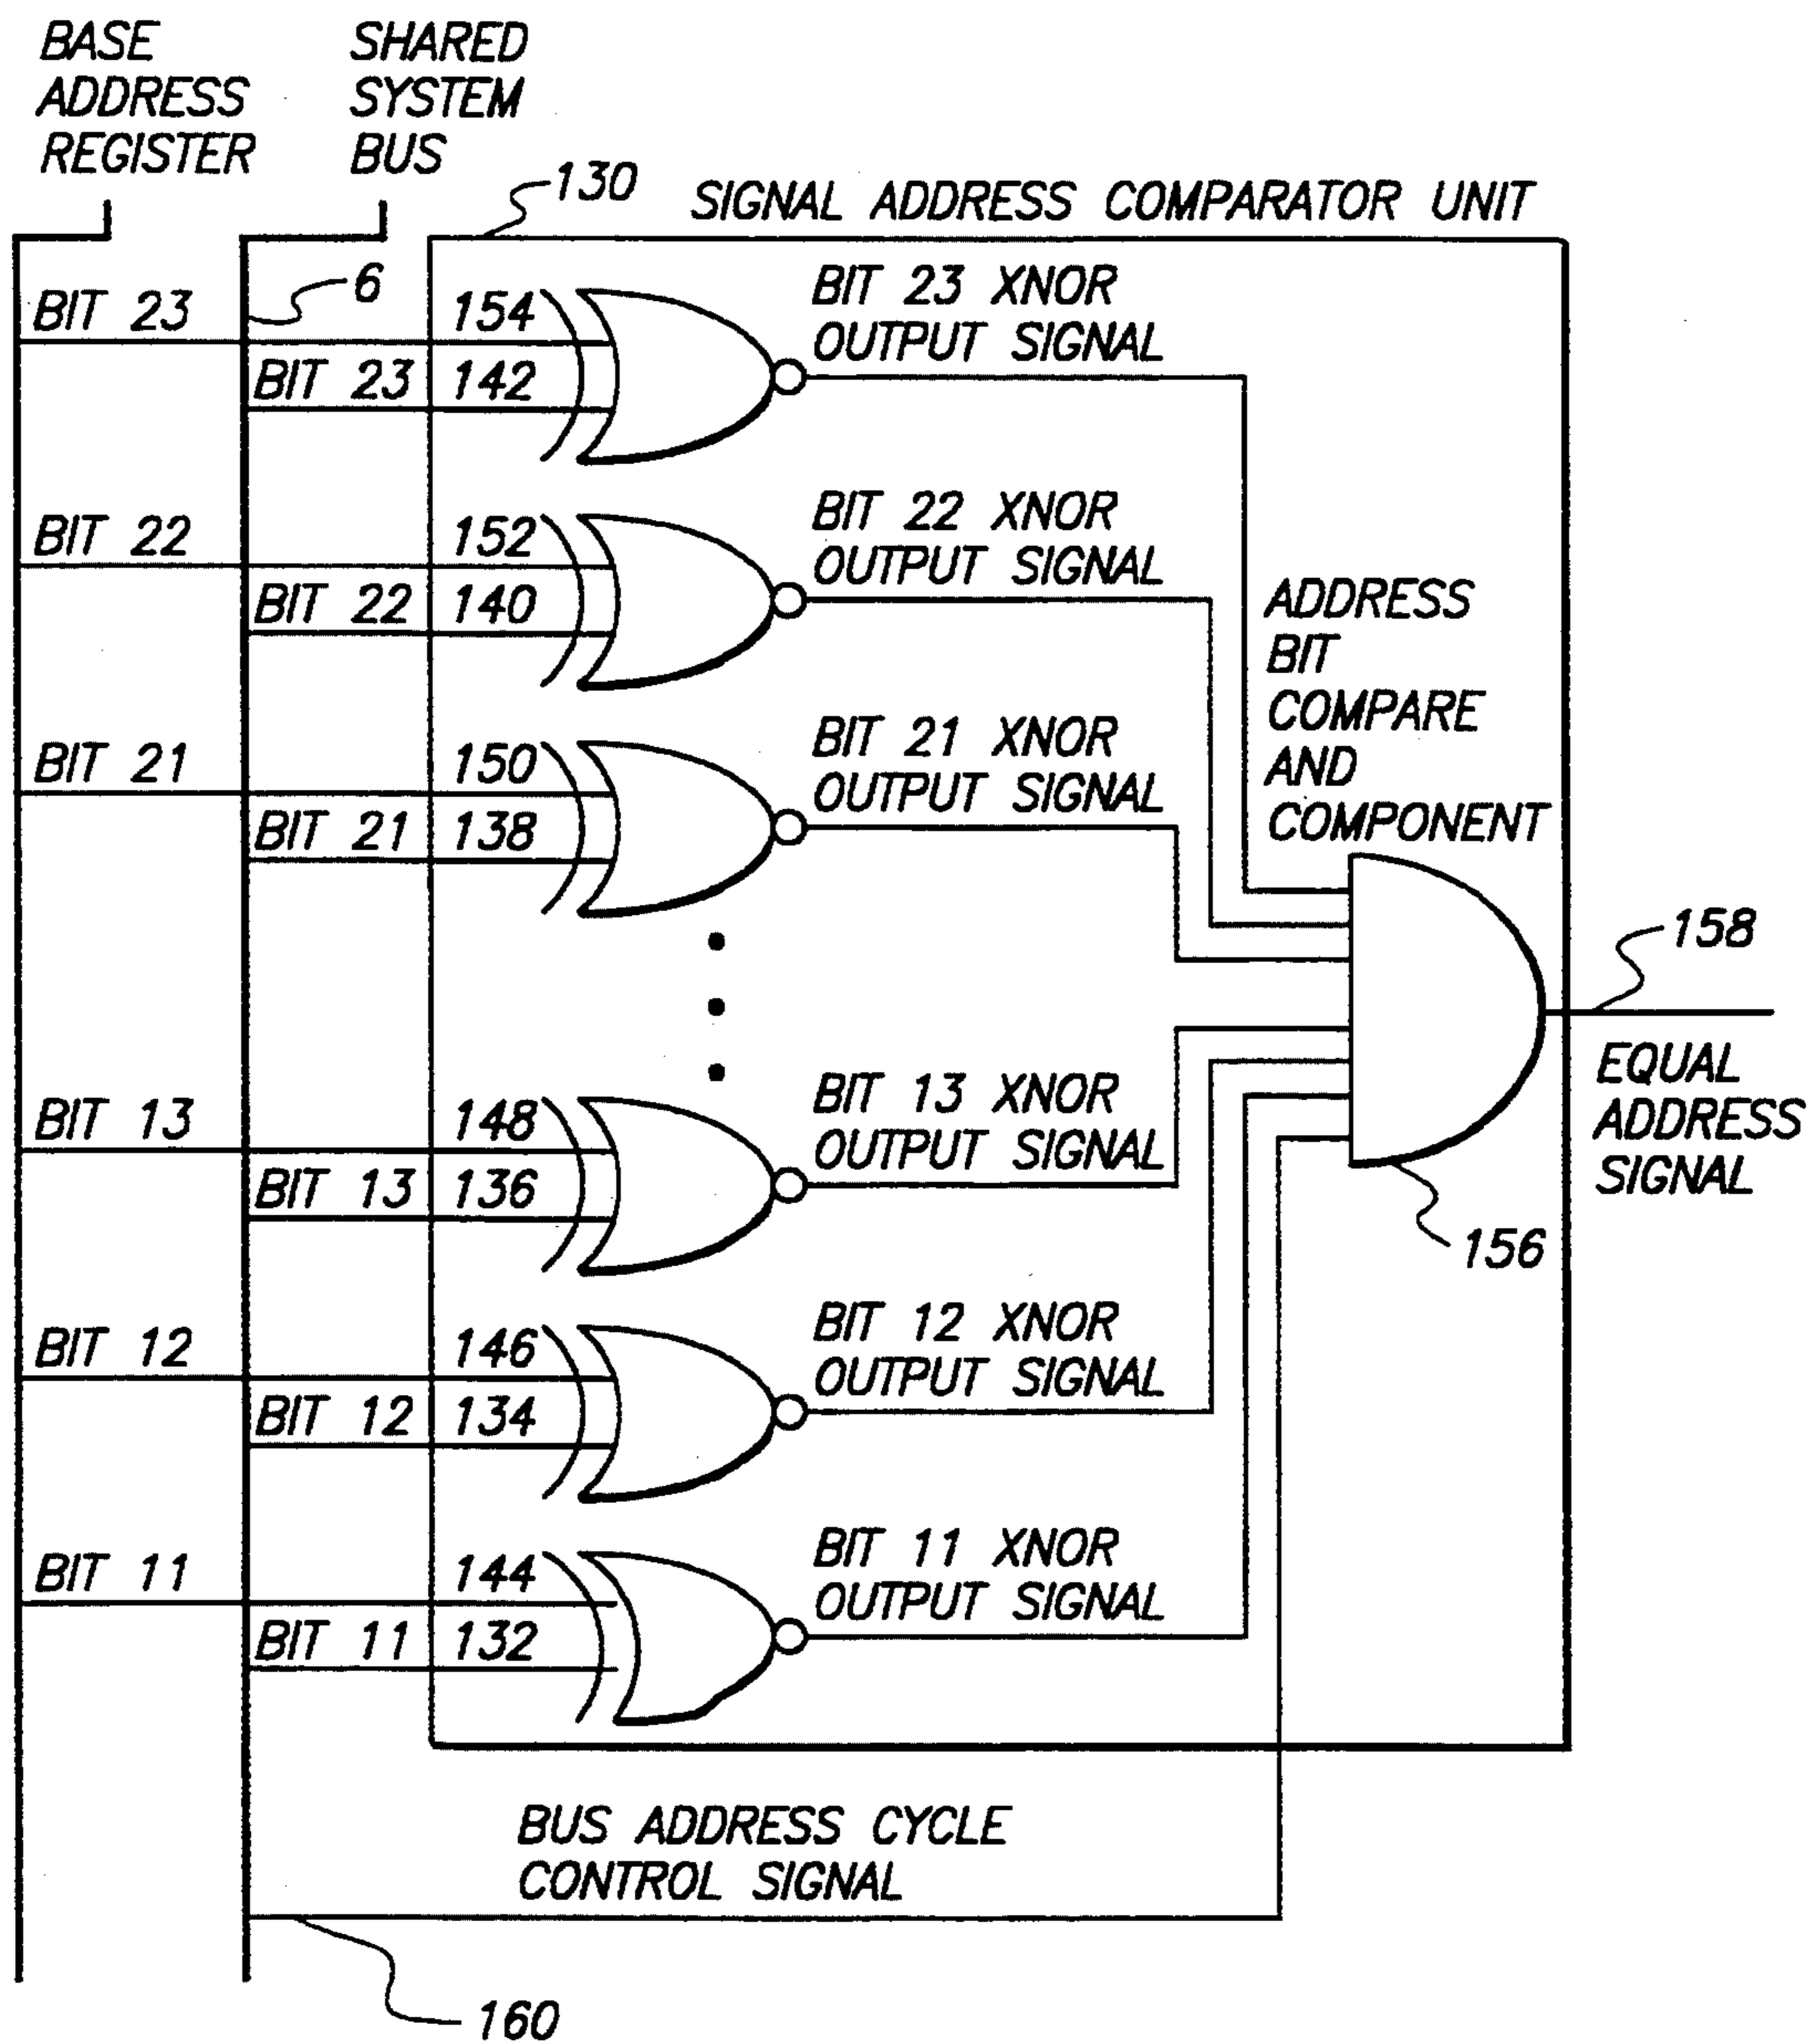 BASE
ADDRESS
REGISTER
SHARED
SYSTEM
BUS
130
SIGNAL ADDRESS COMPARATOR UNIT
6
BIT 23
154
BIT 23
142
BIT 23 XNOR
OUTPUT SIGNAL
BIT 22
152
BIT 22
140
BIT 22 XNOR
OUTPUT SIGNAL
ADDRESS
BIT
COMPARE
AND
COMPONENT
BIT 21
150
BIT 21
138
BIT 21 XNOR
OUTPUT SIGNAL
158
EQUAL
ADDRESS
SIGNAL
156
BIT 13
148
BIT 13
136
BIT 13 XNOR
OUTPUT SIGNAL
BIT 12
146
BIT 12
134
BIT 12 XNOR
OUTPUT SIGNAL
BIT 11
144
BIT 11
132
BIT 11 XNOR
OUTPUT SIGNAL
BUS ADDRESS CYCLE
CONTROL SIGNAL
160